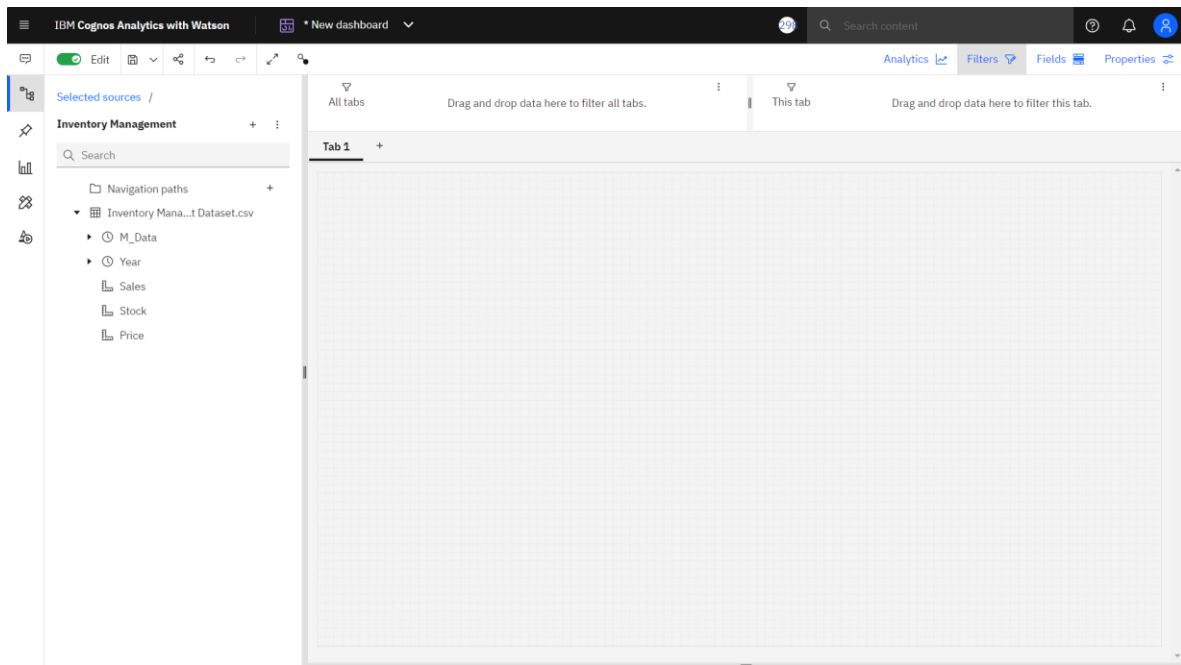 IBM Cognos Analytics with Watson
* New dashboard
298
Search content
Edit
Analytics
Filters
Fields
Properties
Selected sources /
Inventory Management
Search
Navigation paths
Inventory Mana...t Dataset.csv
M_Data
Year
Sales
Stock
Price
All tabs
Drag and drop data here to filter all tabs.
This tab
Drag and drop data here to filter this tab.
Tab 1